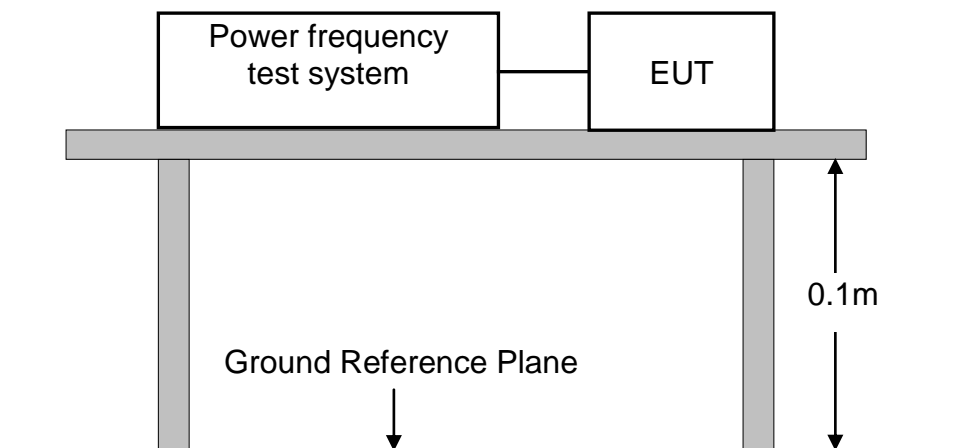 Power frequency
test system
EUT
0.1m
Ground Reference Plane